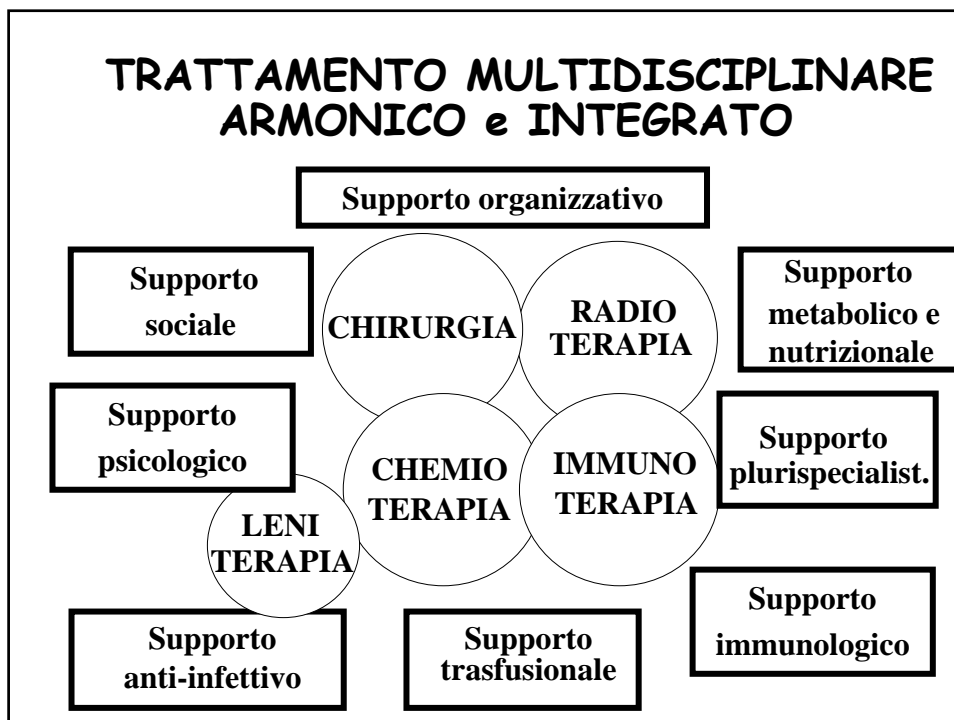 TRATTAMENTO MULTIDISCIPLINARE
ARMONICO e INTEGRATO
Supporto organizzativo
Supporto
sociale
CHIRURGIA
RADIO
TERAPIA
Supporto
metabolico e
nutrizionale
Supporto
psicologico
CHEMIO
TERAPIA
IMMUNO
TERAPIA
Supporto
plurispecialist.
LENI
TERAPIA
Supporto
anti-infettivo
Supporto
trasfusionale
Supporto
immunologico